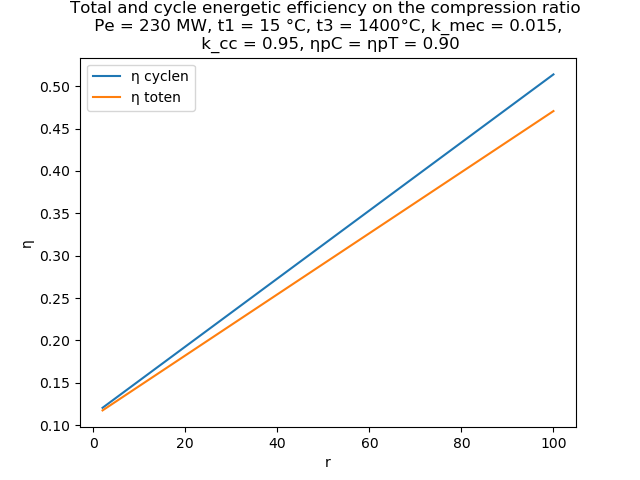 Total and cycle energetic efficiency on the compression ratio
Pe = 230 MW, t1 = 15 °C, t3 = 1400°C, k_mec = 0.015,
k_cc = 0.95, ηpC = ηpT = 0.90
η cyclen
η toten
0.50
0.45
0.40
0.35
0.30
0.25
0.20
0.15
0.10
η
0 20 40 60 80 100
r